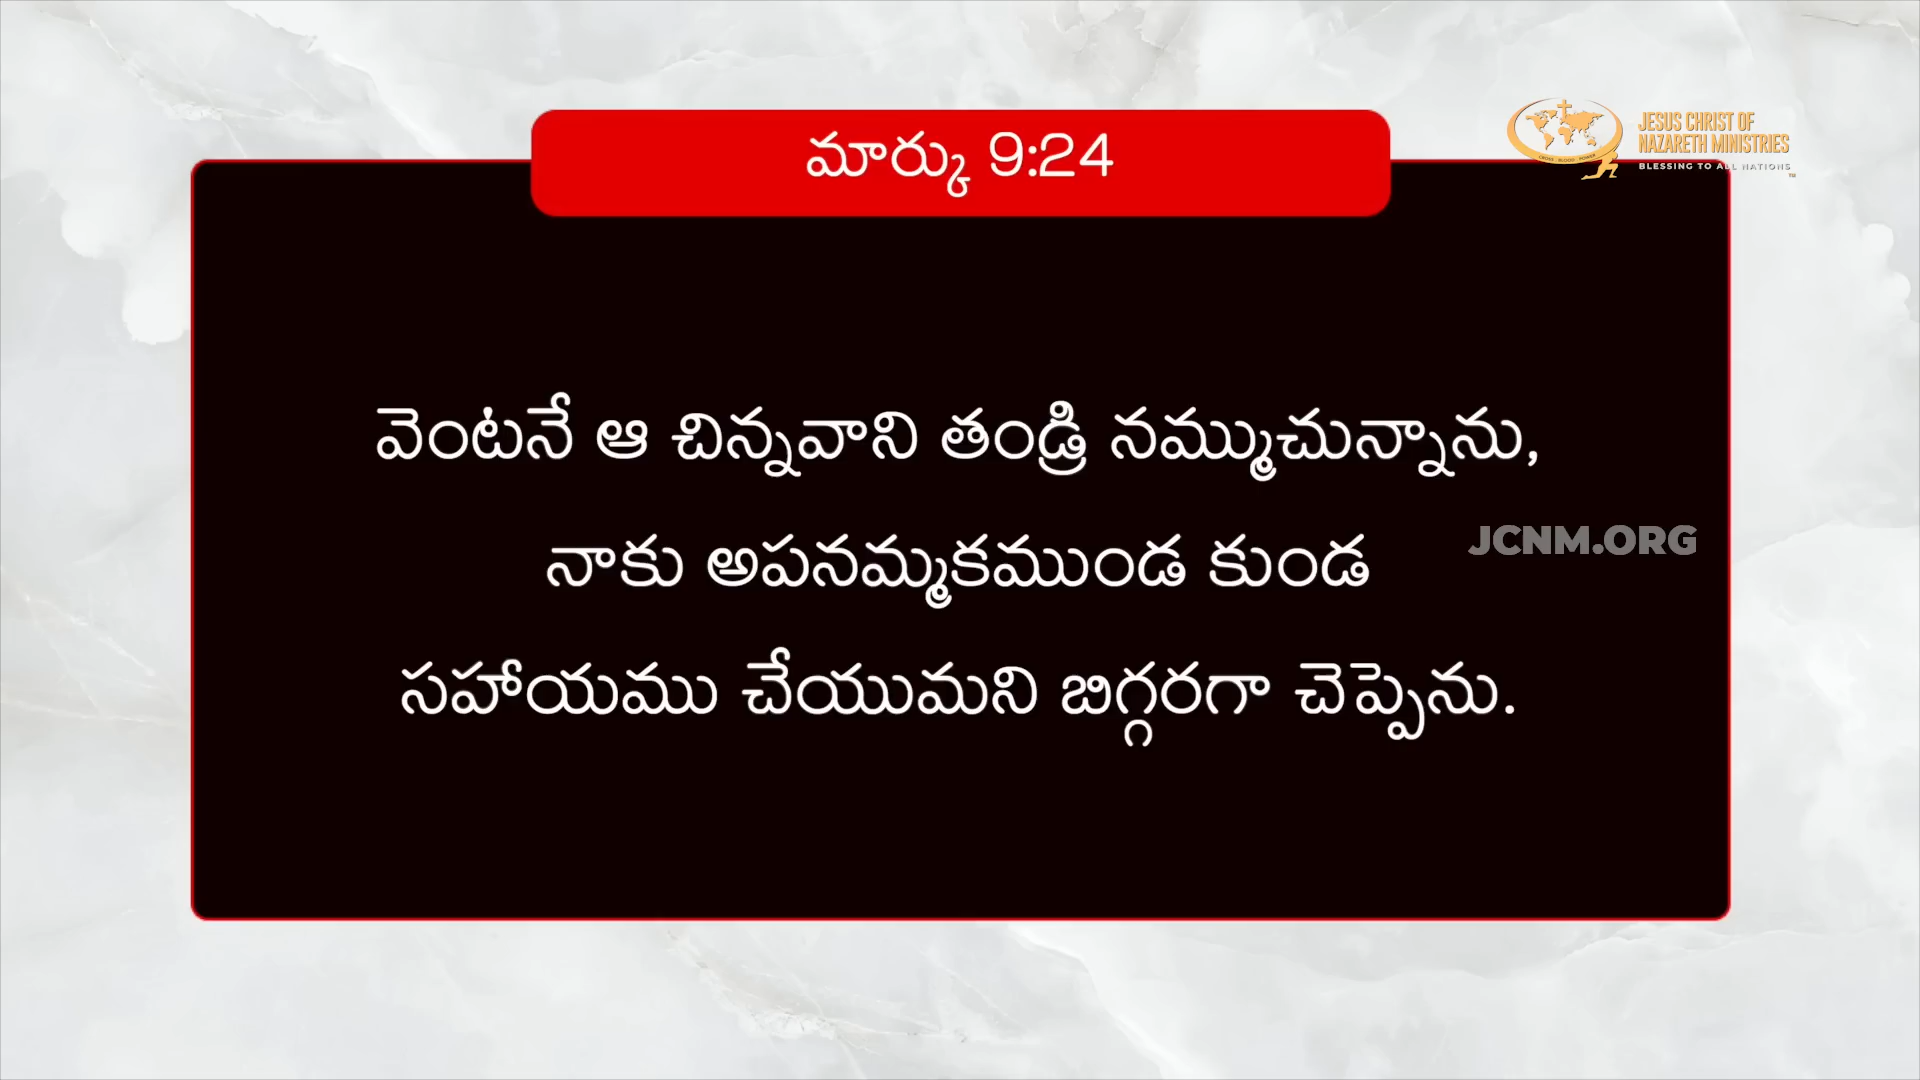 మార్కు 9:24
JESUS CHRIST OF
NAZARETH MINISTRIES
BLESSING TO ALL NATIONS
వెంటనే ఆ చిన్నవాని తండ్రి నమ్ముచున్నాను,
నాకు అపనమ్మకముండ కుండ
JCNM.ORG
సహాయము చేయుమని బిగ్గరగా చెప్పెను.